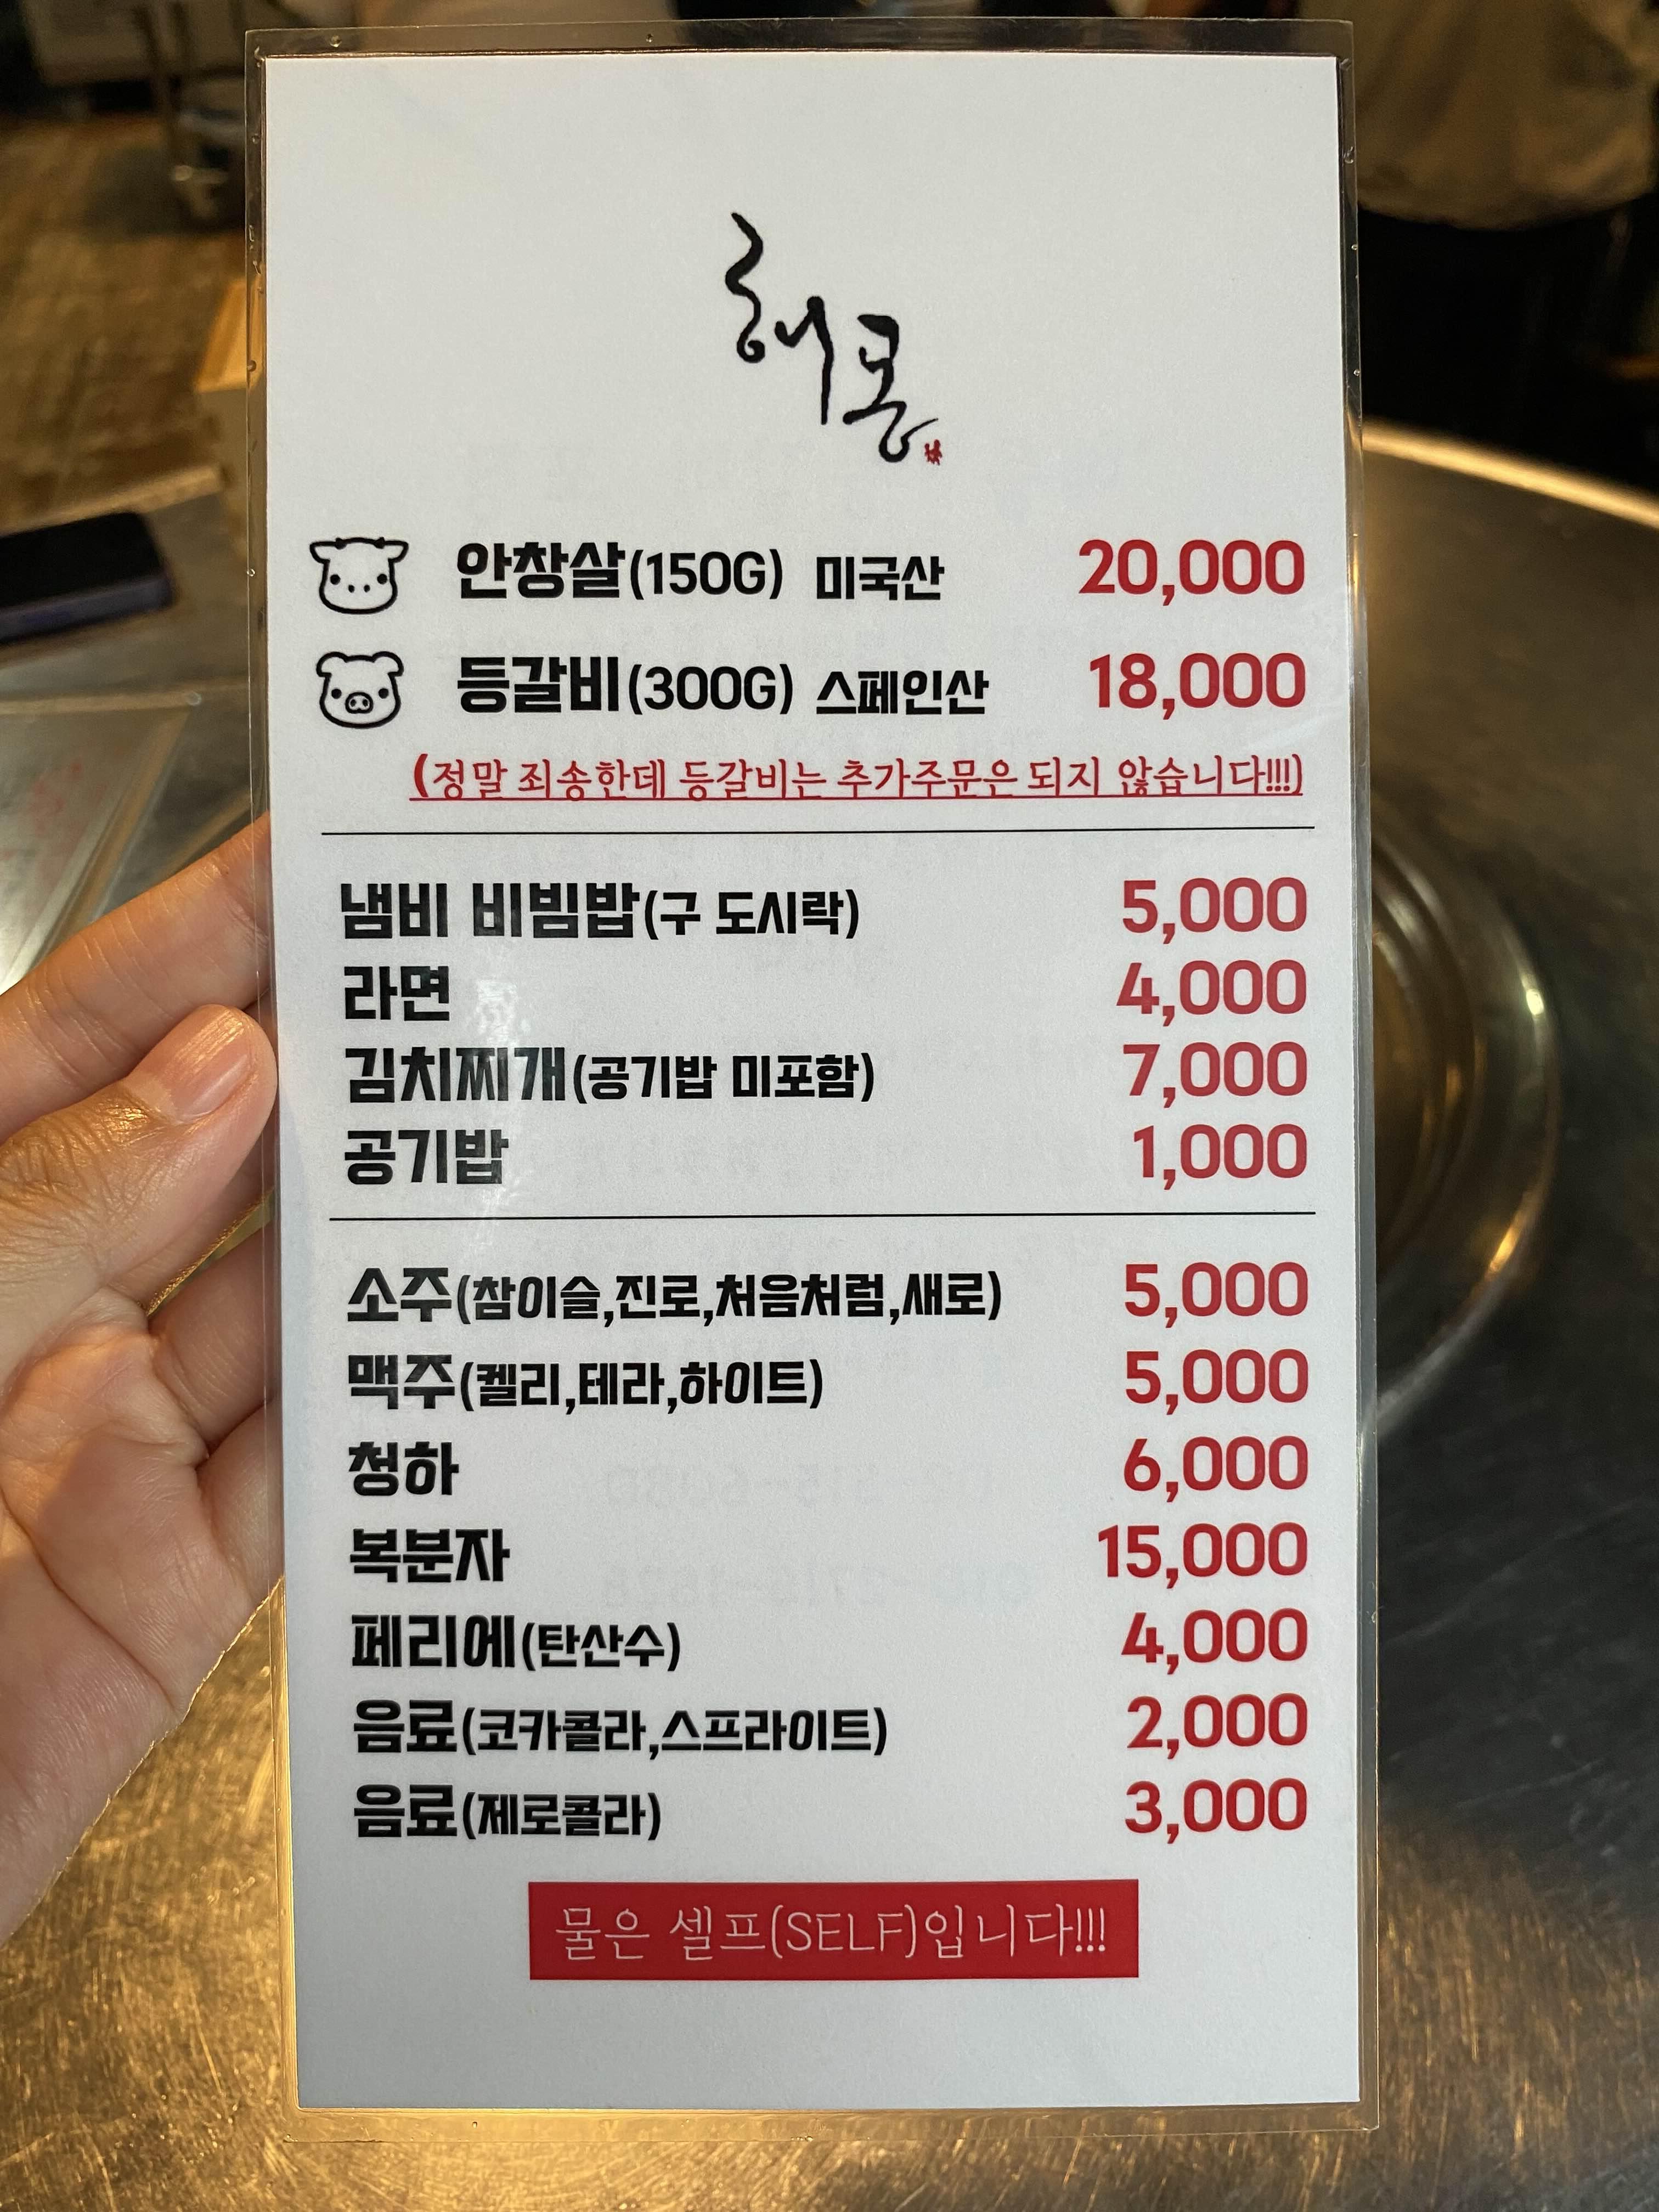 해몽
안창살(150G) 미국산 20,000
등갈비(300G) 스페인산 18,000
(정말 죄송한데 등갈비는 추가주문은 되지 않습니다!!!)
냄비 비빔밥(구 도시락) 5,000
라면 4,000
김치찌개(공기밥 미포함) 7,000
공기밥 1,000
소주(참이슬,진로,처음처럼,새로) 5,000
맥주(켈리,테라,하이트) 5,000
청하 6,000
복분자 15,000
페리에(탄산수) 4,000
음료(코카콜라,스프라이트) 2,000
음료(제로콜라) 3,000
물은 셀프(SELF)입니다!!!